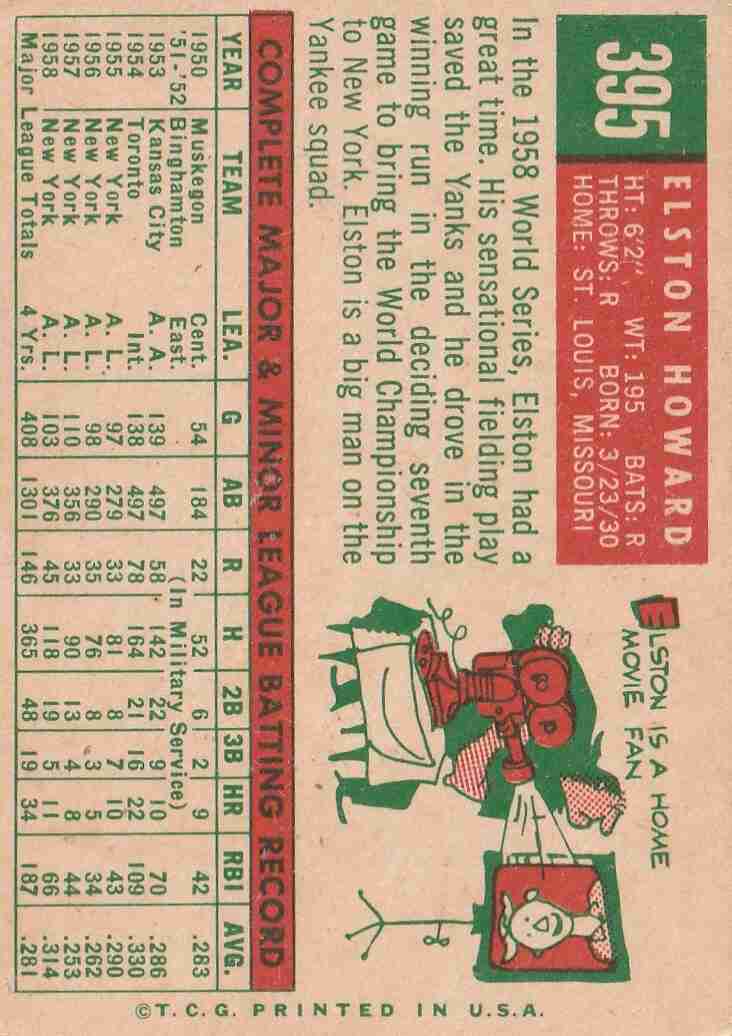 395
ELSTON HOWARD
HT: 6'2" WT: 195 BATS: R
THROWS: R BORN: 3/23/30
HOME: ST. LOUIS, MISSOURI
In the 1958 World Series, Elston had a
great time. His sensational fielding play
saved the Yanks and he drove in the
winning run in the deciding seventh
game to bring the World Championship
to New York. Elston is a big man on the
Yankee squad.
ELSTON IS A HOME
MOVIE FAN
COMPLETE MAJOR & MINOR LEAGUE BATTING RECORD
YEAR TEAM LEA. G AB R H 2B 3B HR RBI AVG.
1950 Muskegon Cent. 54 184 22 52 6 2 9 42 .283
'51-'52 Binghamton East. (In Military Service)
1953 Kansas City A. A. 139 497 58 142 22 9 10 70 .286
1954 Toronto Int. 138 497 78 164 21 16 22 109 .330
1955 New York A. L. 97 279 33 81 8 7 10 43 .290
1956 New York A. L. 98 290 35 76 8 3 5 34 .262
1957 New York A. L. 110 356 33 90 13 4 8 44 .253
1958 New York A. L. 103 376 45 118 19 5 11 66 .314
Major League Totals 4 Yrs. 408 1301 146 365 48 19 34 187 .281
©T.C.G. PRINTED IN U.S.A.